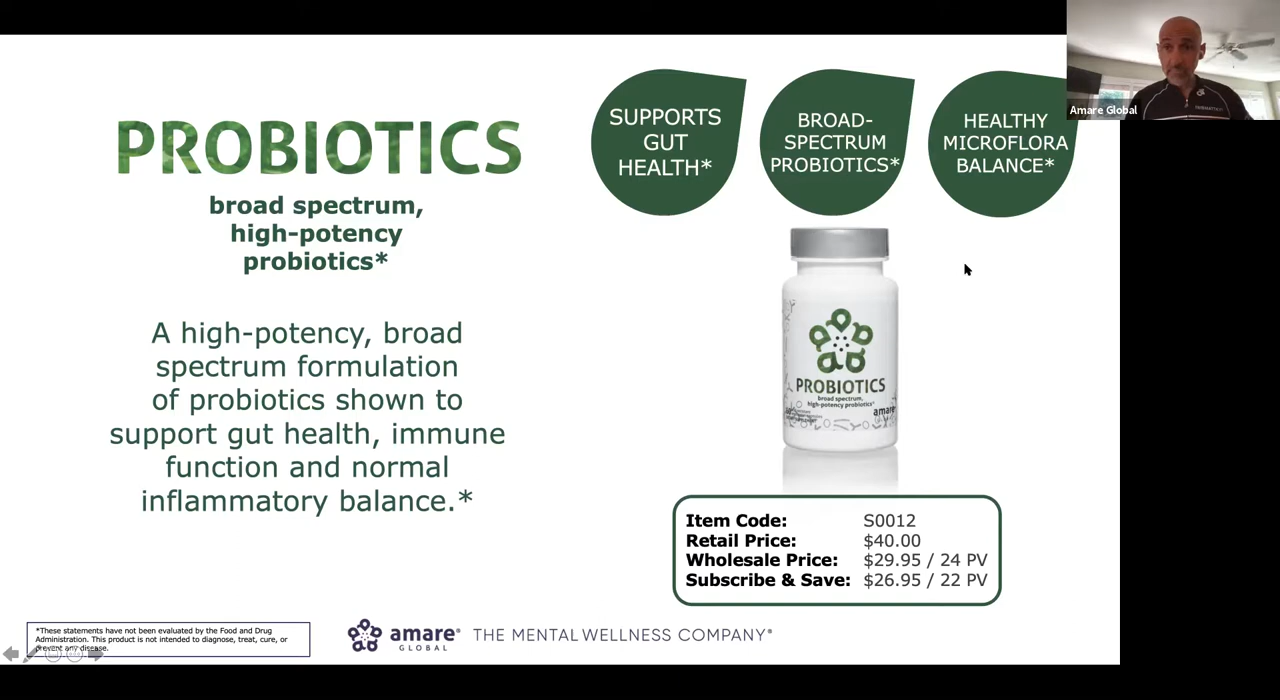 PROBIOTICS
broad spectrum,
high-potency
probiotics*
A high-potency, broad
spectrum formulation
of probiotics shown to
support gut health, immune
function and normal
inflammatory balance.*
SUPPORTS
GUT
HEALTH*
BROAD-
SPECTRUM
PROBIOTICS*
HEALTHY
MICROFLORA
BALANCE*
Amare Global
PROBIOTICS
broad spectrum,
high-potency probiotics*
amare
Item Code: S0012
Retail Price: $40.00
Wholesale Price: $29.95 / 24 PV
Subscribe & Save: $26.95 / 22 PV
*These statements have not been evaluated by the Food and Drug
Administration. This product is not intended to diagnose, treat, cure, or
prevent any disease.
amare®
GLOBAL
THE MENTAL WELLNESS COMPANY®